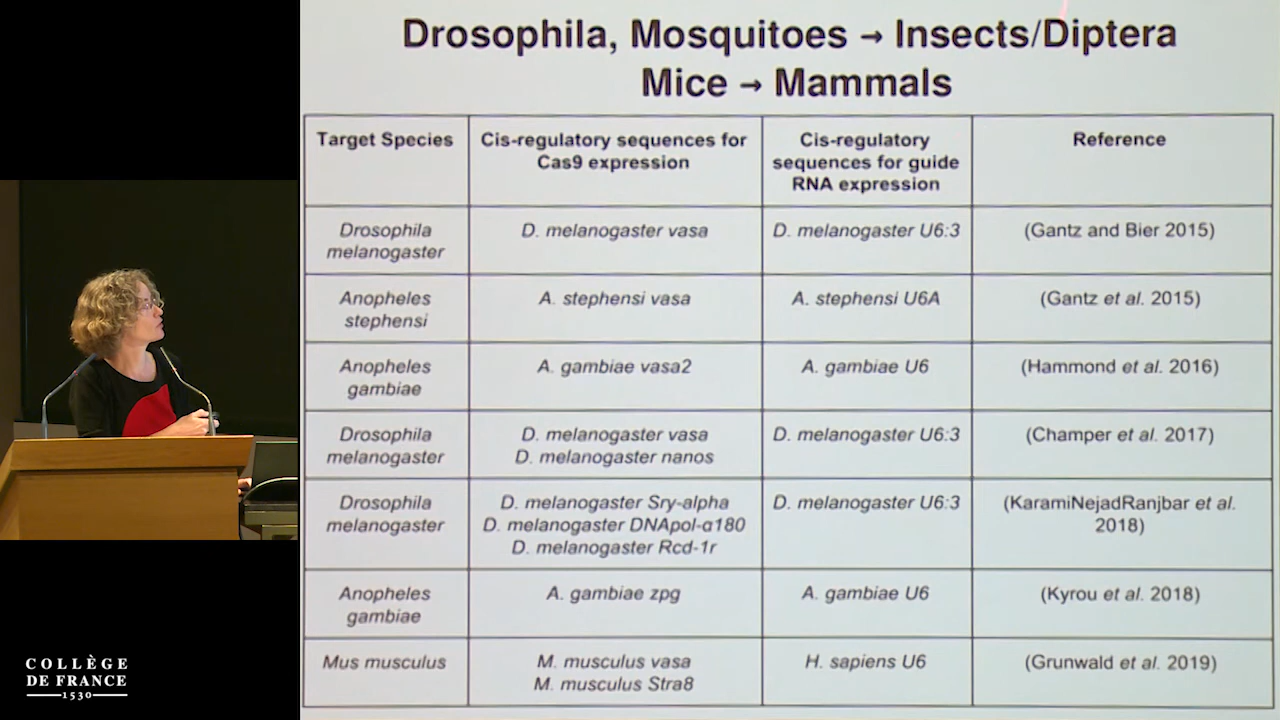 Drosophila, Mosquitoes → Insects/Diptera
Mice → Mammals
Target Species
Cis-regulatory sequences for
Cas9 expression
Cis-regulatory
sequences for guide
RNA expression
Reference
Drosophila
melanogaster
D. melanogaster vasa
D. melanogaster U6:3
(Gantz and Bier 2015)
Anopheles
stephensi
A. stephensi vasa
A. stephensi U6A
(Gantz et al. 2015)
Anopheles
gambiae
A. gambiae vasa2
A. gambiae U6
(Hammond et al. 2016)
Drosophila
melanogaster
D. melanogaster vasa
D. melanogaster nanos
D. melanogaster U6:3
(Champer et al. 2017)
Drosophila
melanogaster
D. melanogaster Sry-alpha
D. melanogaster DNApol-α180
D. melanogaster Rcd-1r
D. melanogaster U6:3
(KaramiNejadRanjbar et al.
2018)
Anopheles
gambiae
A. gambiae zpg
A. gambiae U6
(Kyrou et al. 2018)
Mus musculus
M. musculus vasa
M. musculus Stra8
H. sapiens U6
(Grunwald et al. 2019)
COLLÈGE
DE FRANCE
1530